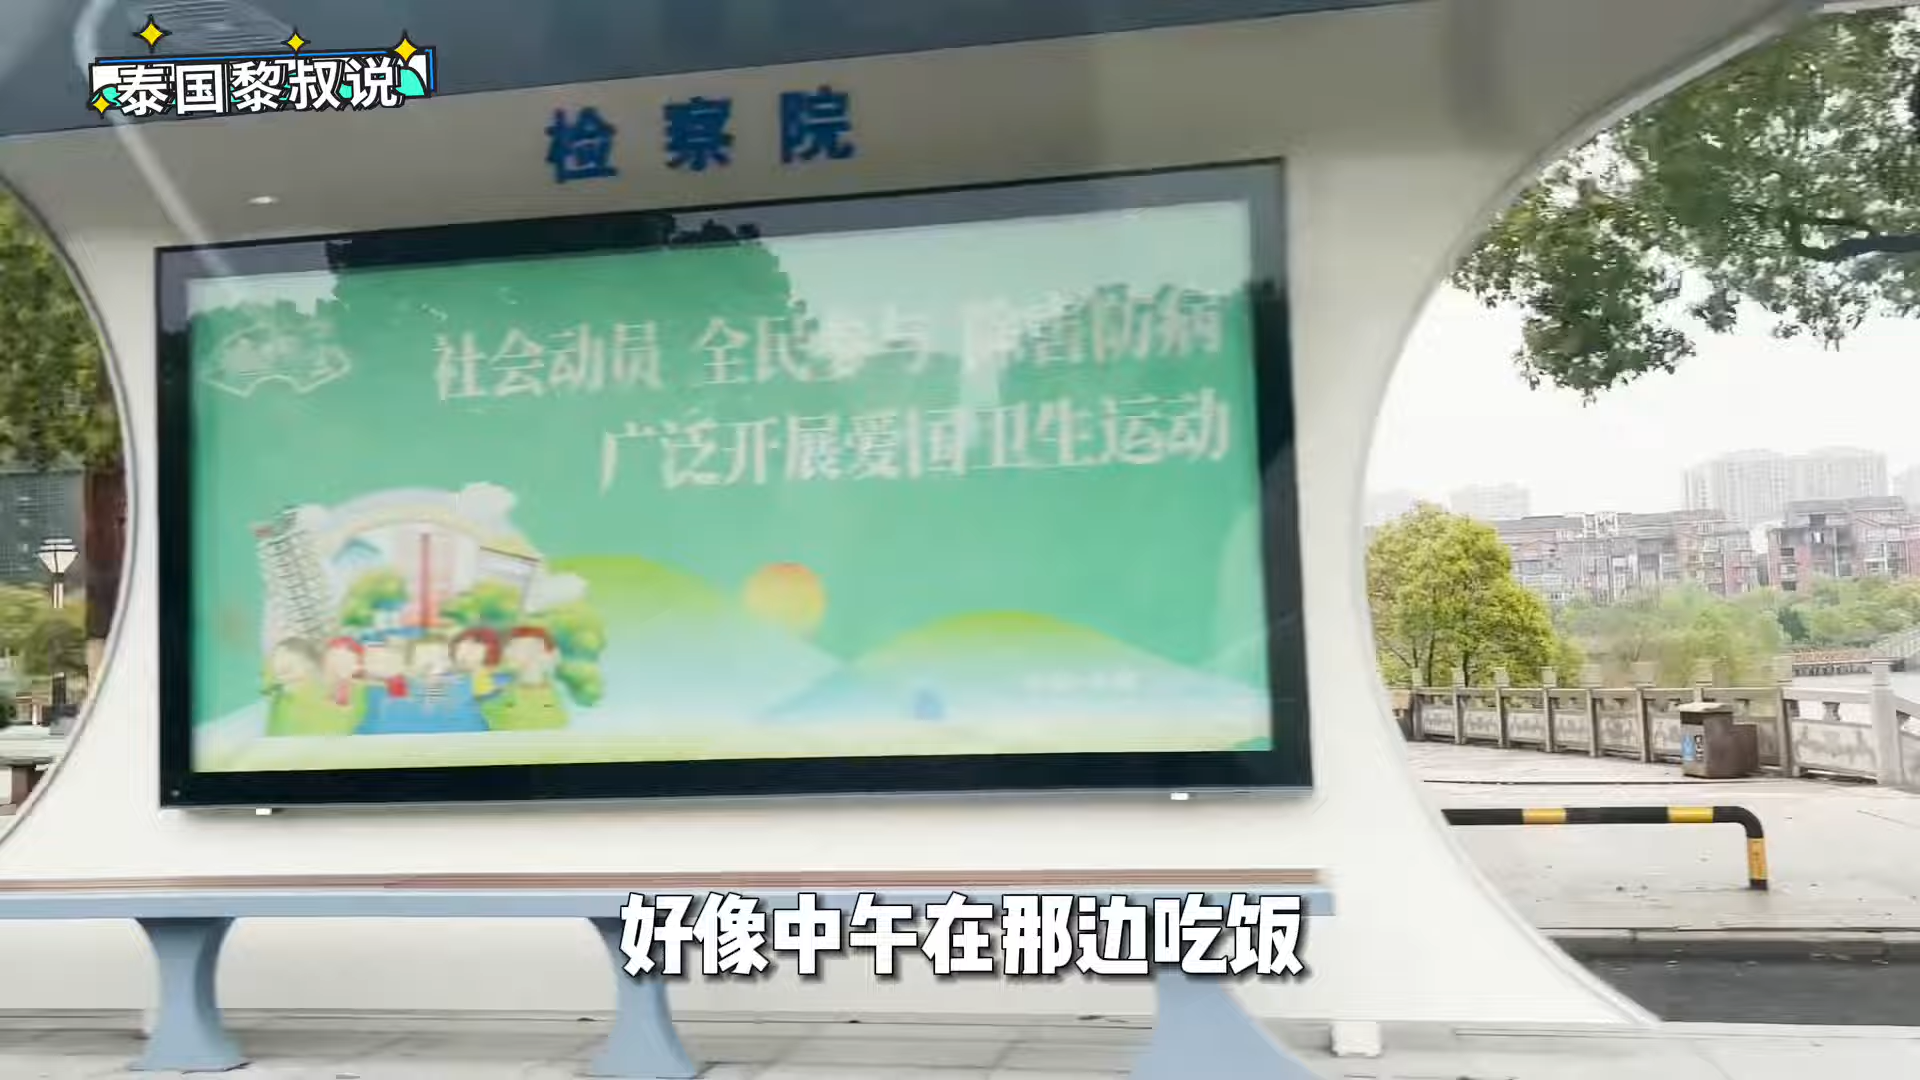 泰国黎叔说
检察院
社会动员 全民参与 除害防病
广泛开展爱国卫生运动
好像中午在那边吃饭